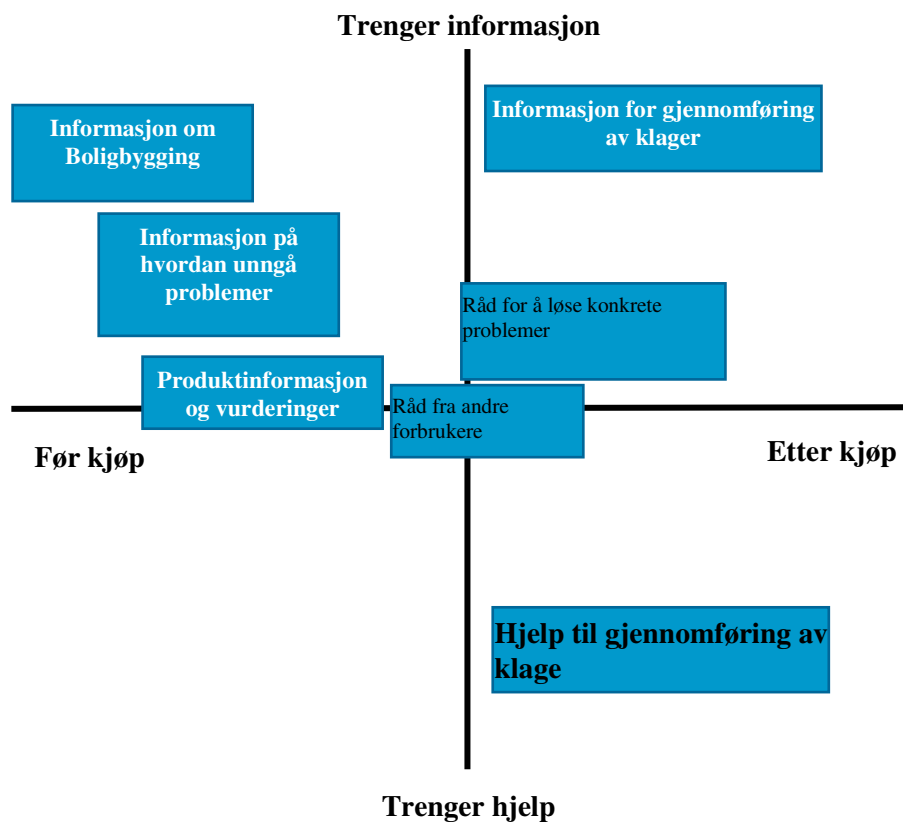 Trenger informasjon
Informasjon om
Boligbygging
Informasjon for gjennomføring
av klager
Informasjon på
hvordan unngå
problemer
Råd for å løse konkrete
problemer
Produktinformasjon
og vurderinger
Råd fra andre
forbrukere
Før kjøp
Etter kjøp
Hjelp til gjennomføring av
klage
Trenger hjelp